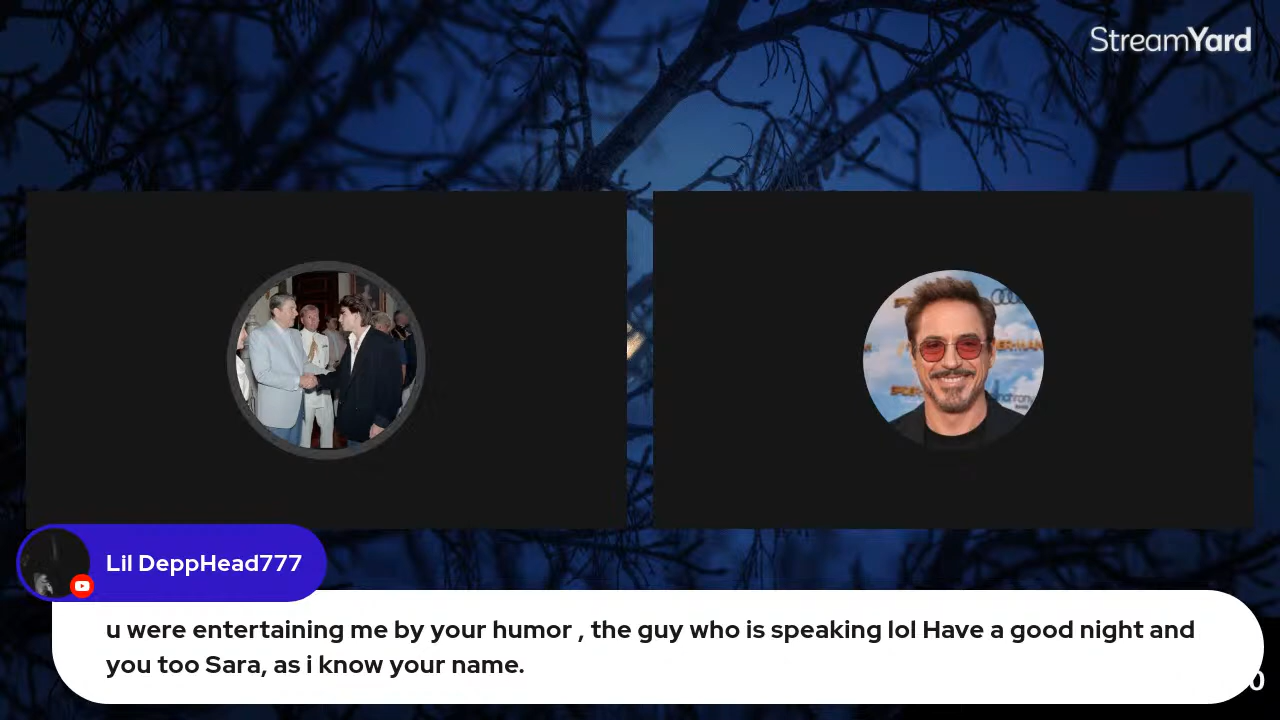 StreamYard
Lil DeppHead777
u were entertaining me by your humor , the guy who is speaking lol Have a good night and
you too Sara, as i know your name.
0